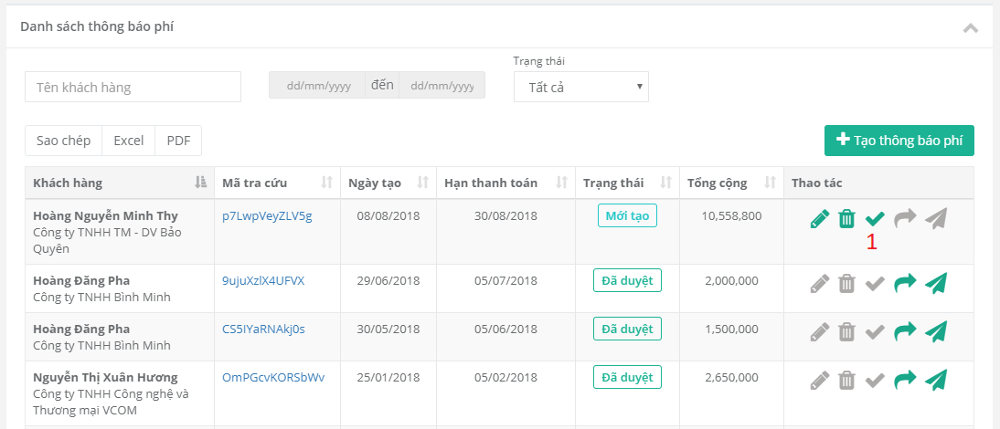 Danh sách thông báo phí
Trạng thái
Tên khách hàng
dd/mm/yyyy đến dd/mm/yyyy
Tất cả
Sao chép Excel PDF
Tạo thông báo phí
Khách hàng Mã tra cứu Ngày tạo Hạn thanh toán Trạng thái Tổng cộng Thao tác
Hoàng Nguyễn Minh Thy p7LwpVeyZLV5g 08/08/2018 30/08/2018 Mới tạo 10,558,800
Công ty TNHH TM - DV Bảo
Quyên
1
Hoàng Đăng Pha 9ujuXzlX4UFVX 29/06/2018 05/07/2018 Đã duyệt 2,000,000
Công ty TNHH Bình Minh
Hoàng Đăng Pha CS5IYaRNAkj0s 30/05/2018 05/06/2018 Đã duyệt 1,500,000
Công ty TNHH Bình Minh
Nguyễn Thị Xuân Hương OmPGcvKORSbWv 25/01/2018 05/02/2018 Đã duyệt 2,650,000
Công ty TNHH Công nghệ và
Thương mại VCOM